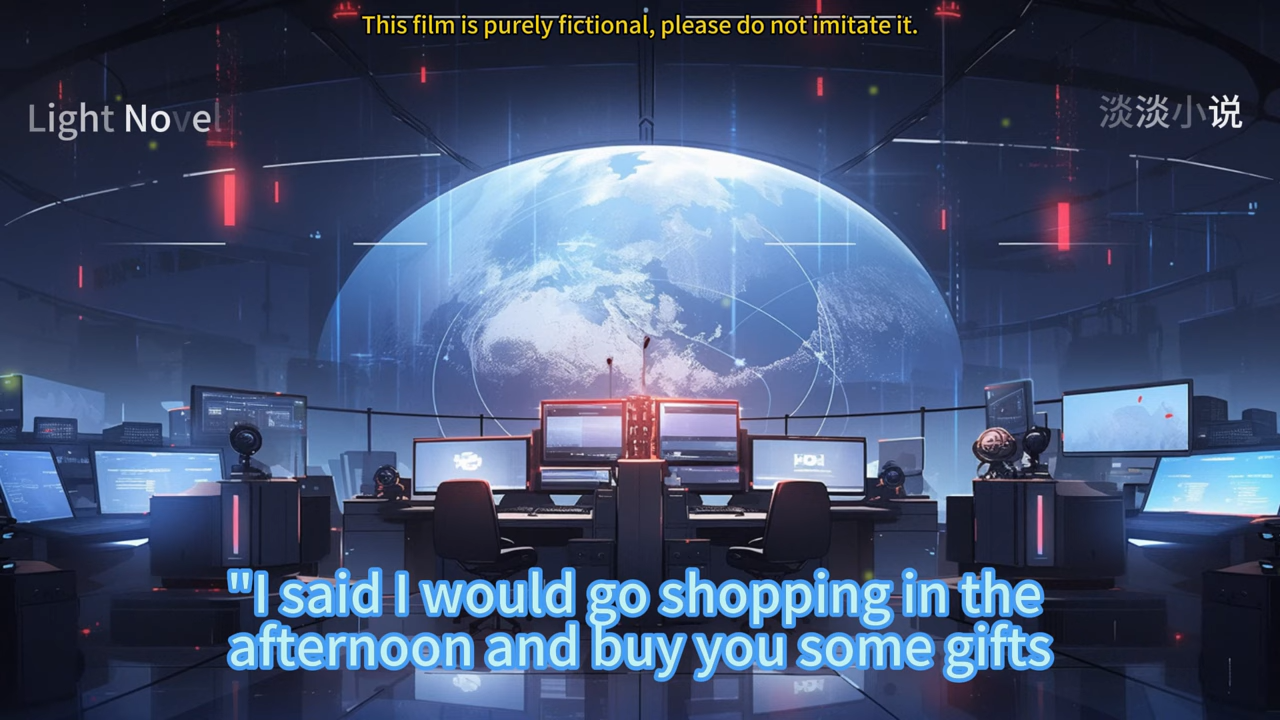 This film is purely fictional, please do not imitate it.
Light Novel
淡淡小说
"I said I would go shopping in the
afternoon and buy you some gifts